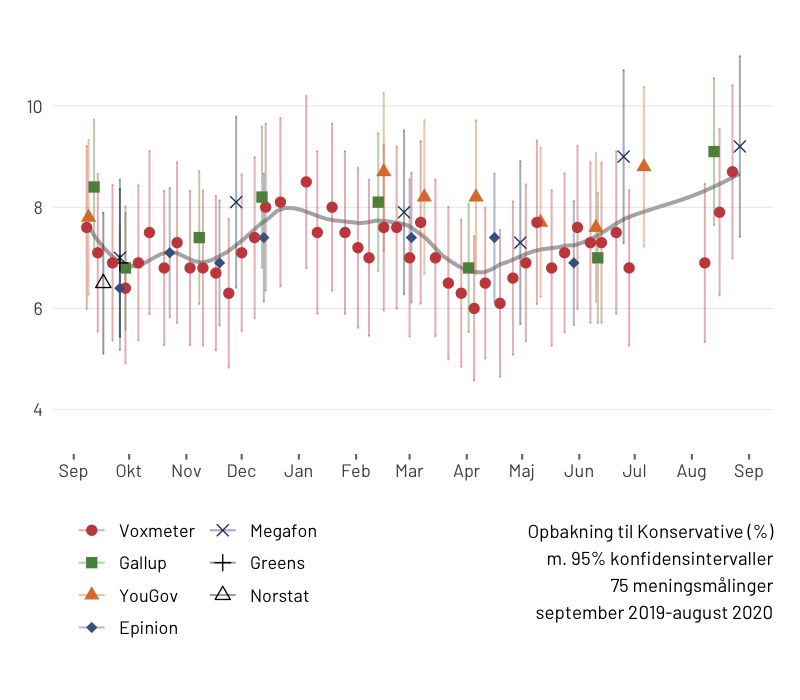 10
8
6
4
Sep Okt Nov Dec Jan Feb Mar Apr Maj Jun Jul Aug Sep
Voxmeter Megafon
Gallup Greens
YouGov Norstat
Epinion
Opbakning til Konservative (%)
m. 95% konfidensintervaller
75 meningsmålinger
september 2019-august 2020